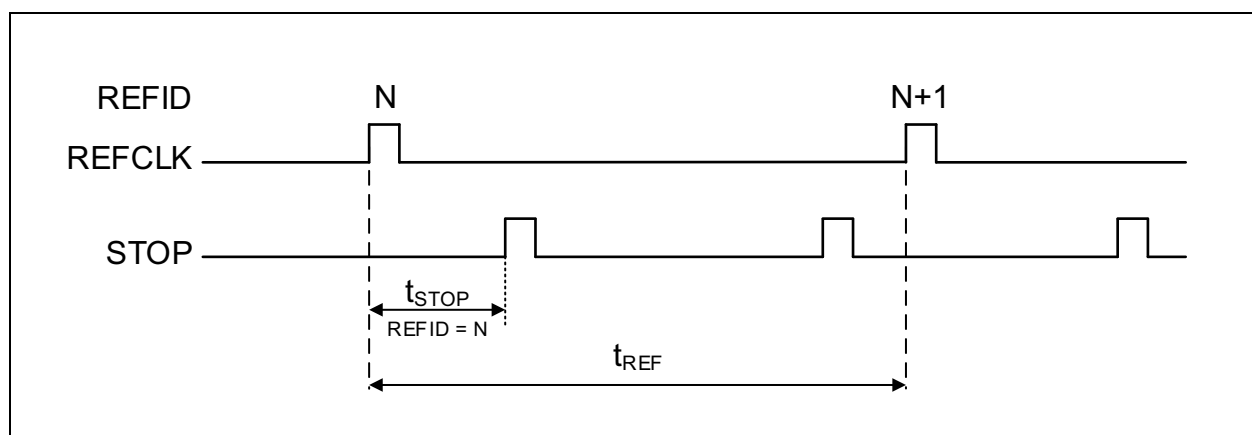 REFID N N+1
REFCLK
STOP
tSTOP
REFID = N
tREF